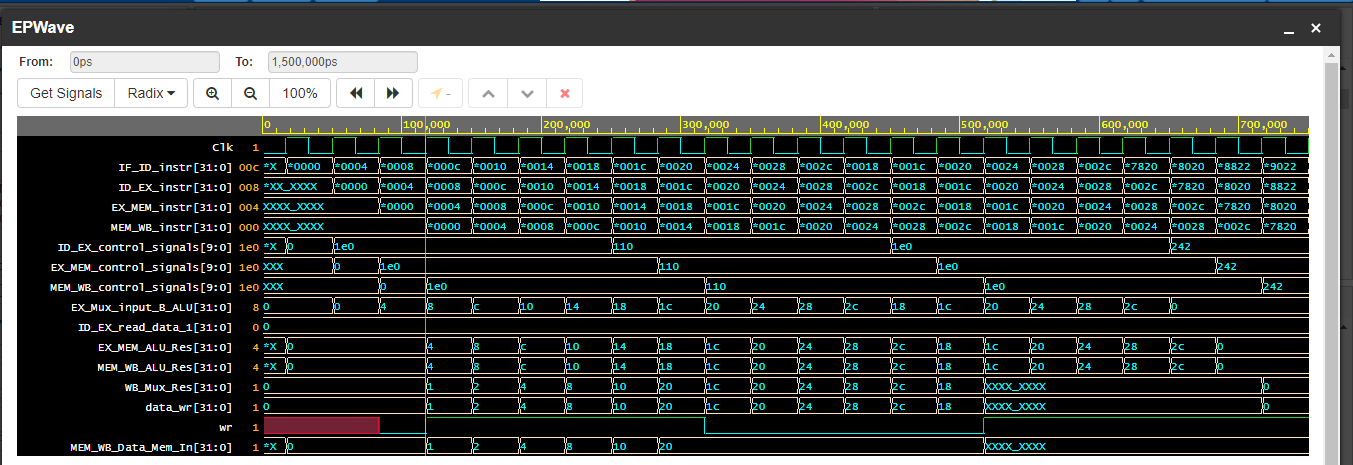 EPWave
From: 0ps To: 1,500,000ps
Get Signals Radix 100% -
0 100,000 200,000 300,000 400,000 500,000 600,000 700,000
Clk 1
IF_ID_instr[31:0] 00c *X *0000 *0004 *0008 *000c *0010 *0014 *0018 *001c *0020 *0024 *0028 *002c *0018 *001c *0020 *0024 *0028 *002c *7820 *8020 *8822 *9022
ID_EX_instr[31:0] 008 *XX_XXXX *0000 *0004 *0008 *000c *0010 *0014 *0018 *001c *0020 *0024 *0028 *002c *0018 *001c *0020 *0024 *0028 *002c *7820 *8020 *8822
EX_MEM_instr[31:0] 004 XXXX_XXXX *0000 *0004 *0008 *000c *0010 *0014 *0018 *001c *0020 *0024 *0028 *002c *0018 *001c *0020 *0024 *0028 *002c *7820 *8020
MEM_WB_instr[31:0] 000 XXXX_XXXX *0000 *0004 *0008 *000c *0010 *0014 *0018 *001c *0020 *0024 *0028 *002c *0018 *001c *0020 *0024 *0028 *002c *7820
ID_EX_control_signals[9:0] 1e0 *X 0 1e0 110 1e0 242
EX_MEM_control_signals[9:0] 1e0 XXX 0 1e0 110 1e0 242
MEM_WB_control_signals[9:0] 1e0 XXX 0 1e0 110 1e0 242
EX_Mux_input_B_ALU[31:0] 8 0 0 4 8 c 10 14 18 1c 20 24 28 2c 18 1c 20 24 28 2c 0
ID_EX_read_data_1[31:0] 0 0
EX_MEM_ALU_Res[31:0] 4 *X 0 4 8 c 10 14 18 1c 20 24 28 2c 18 1c 20 24 28 2c 0
MEM_WB_ALU_Res[31:0] 4 *X 0 4 8 c 10 14 18 1c 20 24 28 2c 18 1c 20 24 28 2c 0
WB_Mux_Res[31:0] 1 0 1 2 4 8 10 20 1c 20 24 28 2c 18 XXXX_XXXX 0
data_wr[31:0] 1 0 1 2 4 8 10 20 1c 20 24 28 2c 18 XXXX_XXXX 0
wr 1
MEM_WB_Data_Mem_In[31:0] 1 *X 0 1 2 4 8 10 20 XXXX_XXXX